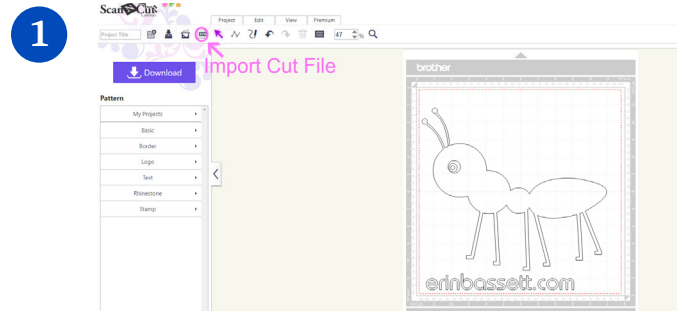 1
ScanNCut
Canvas
Project Edit View Premium
Project Title
47 %
Import Cut File
Download
brother
Pattern
My Projects
Basic
Border
Logo
Text
Rhinestone
Stamp
erinbassett.com